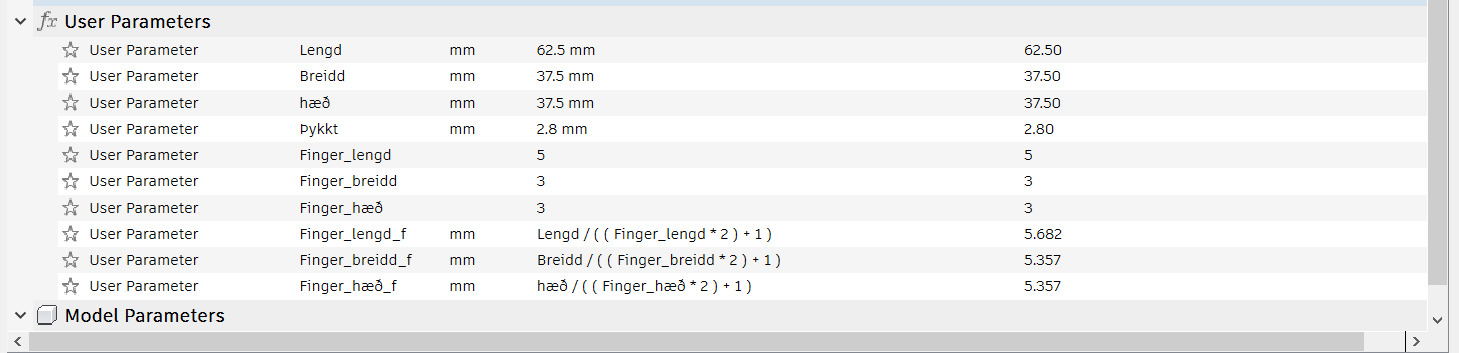 fx User Parameters
User Parameter Lengd mm 62.5 mm 62.50
User Parameter Breidd mm 37.5 mm 37.50
User Parameter hæð mm 37.5 mm 37.50
User Parameter Þykkt mm 2.8 mm 2.80
User Parameter Finger_lengd 5 5
User Parameter Finger_breidd 3 3
User Parameter Finger_hæð 3 3
User Parameter Finger_lengd_f mm Lengd / ( ( Finger_lengd * 2 ) + 1 ) 5.682
User Parameter Finger_breidd_f mm Breidd / ( ( Finger_breidd * 2 ) + 1 ) 5.357
User Parameter Finger_hæð_f mm hæð / ( ( Finger_hæð * 2 ) + 1 ) 5.357
Model Parameters